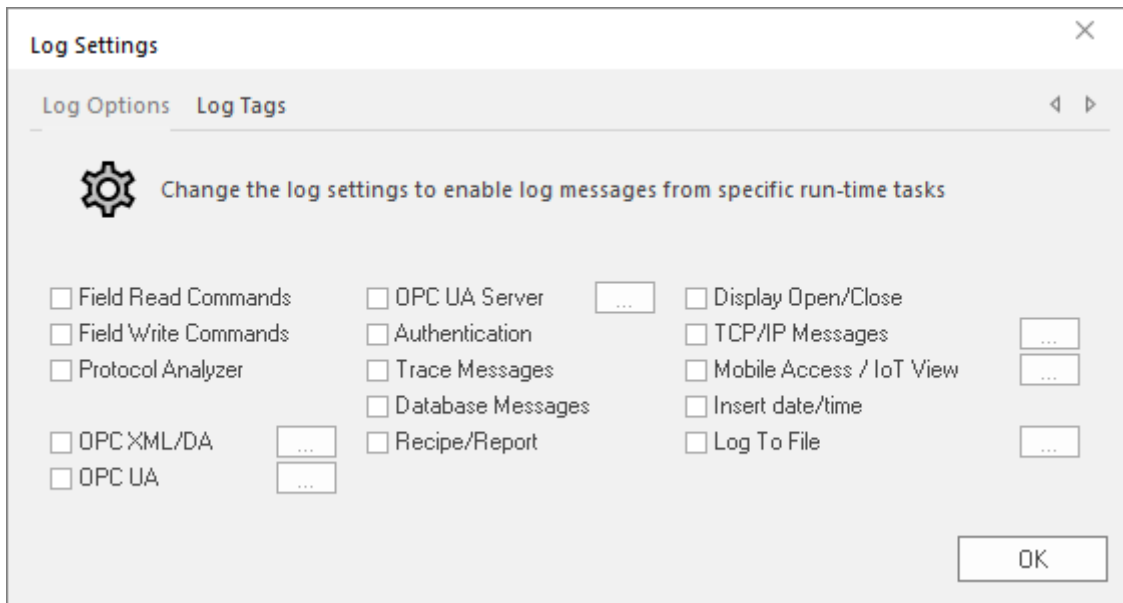 Log Settings
Log Options Log Tags
Change the log settings to enable log messages from specific run-time tasks
Field Read Commands
Field Write Commands
Protocol Analyzer
OPC XML/DA ...
OPC UA ...
OPC UA Server ...
Authentication
Trace Messages
Database Messages
Recipe/Report
Display Open/Close
TCP/IP Messages ...
Mobile Access / IoT View ...
Insert date/time
Log To File ...
OK